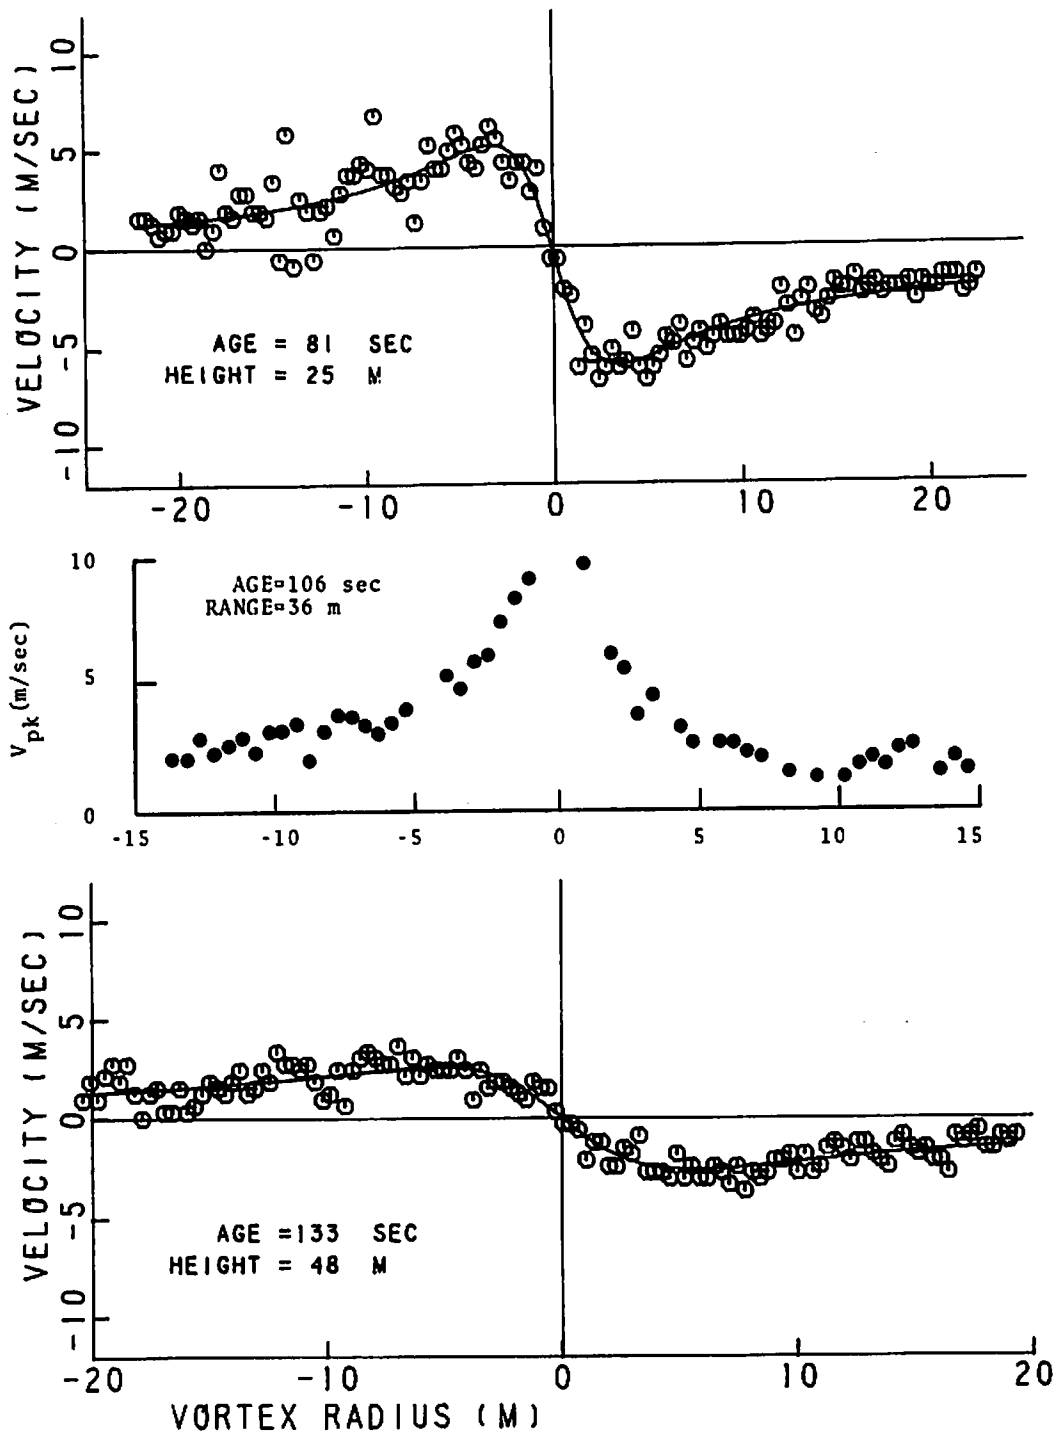 10
5
0
-5
-10
VELOCITY (M/SEC)
AGE = 81 SEC
HEIGHT = 25 M
-20 -10 0 10 20
10
5
0
Vpk(m/sec)
AGE=106 sec
RANGE=36 m
-15 -10 -5 0 5 10 15
10
5
0
-5
-10
VELOCITY (M/SEC)
AGE =133 SEC
HEIGHT = 48 M
-20 -10 0 10 20
VORTEX RADIUS (M)